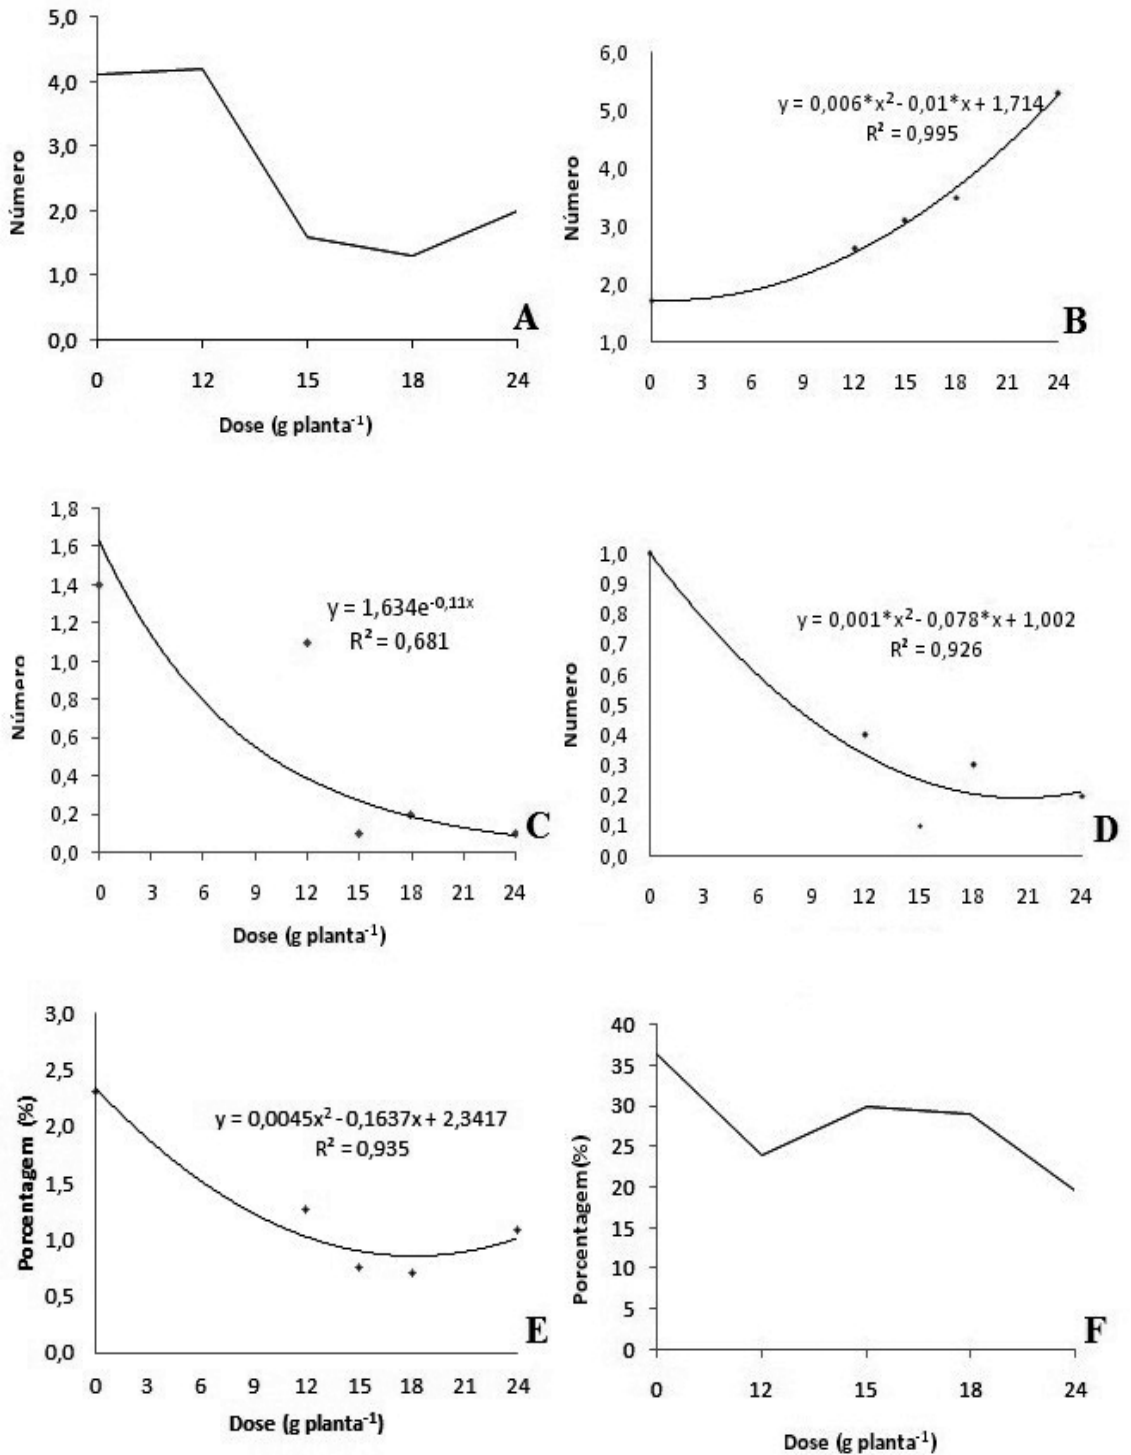 5,0
4,0
3,0
2,0
1,0
0,0
Número
0 12 15 18 24
Dose (g planta⁻¹)
A
6,0
5,0
4,0
3,0
2,0
1,0
Número
y = 0,006*x² - 0,01*x + 1,714
R² = 0,995
0 3 6 9 12 15 18 21 24
B
1,8
1,6
1,4
1,2
1,0
0,8
0,6
0,4
0,2
0,0
Número
y = 1,634e⁻⁰,¹¹ˣ
R² = 0,681
0 3 6 9 12 15 18 21 24
Dose (g planta⁻¹)
C
1,0
0,9
0,8
0,7
0,6
0,5
0,4
0,3
0,2
0,1
0,0
Numero
y = 0,001*x² - 0,078*x + 1,002
R² = 0,926
0 3 6 9 12 15 18 21 24
D
3,0
2,5
2,0
1,5
1,0
0,5
0,0
Porcentagem (%)
y = 0,0045x² - 0,1637x + 2,3417
R² = 0,935
0 3 6 9 12 15 18 21 24
Dose (g planta⁻¹)
E
40
35
30
25
20
15
10
5
0
Porcentagem(%)
0 12 15 18 24
Dose (g planta⁻¹)
F